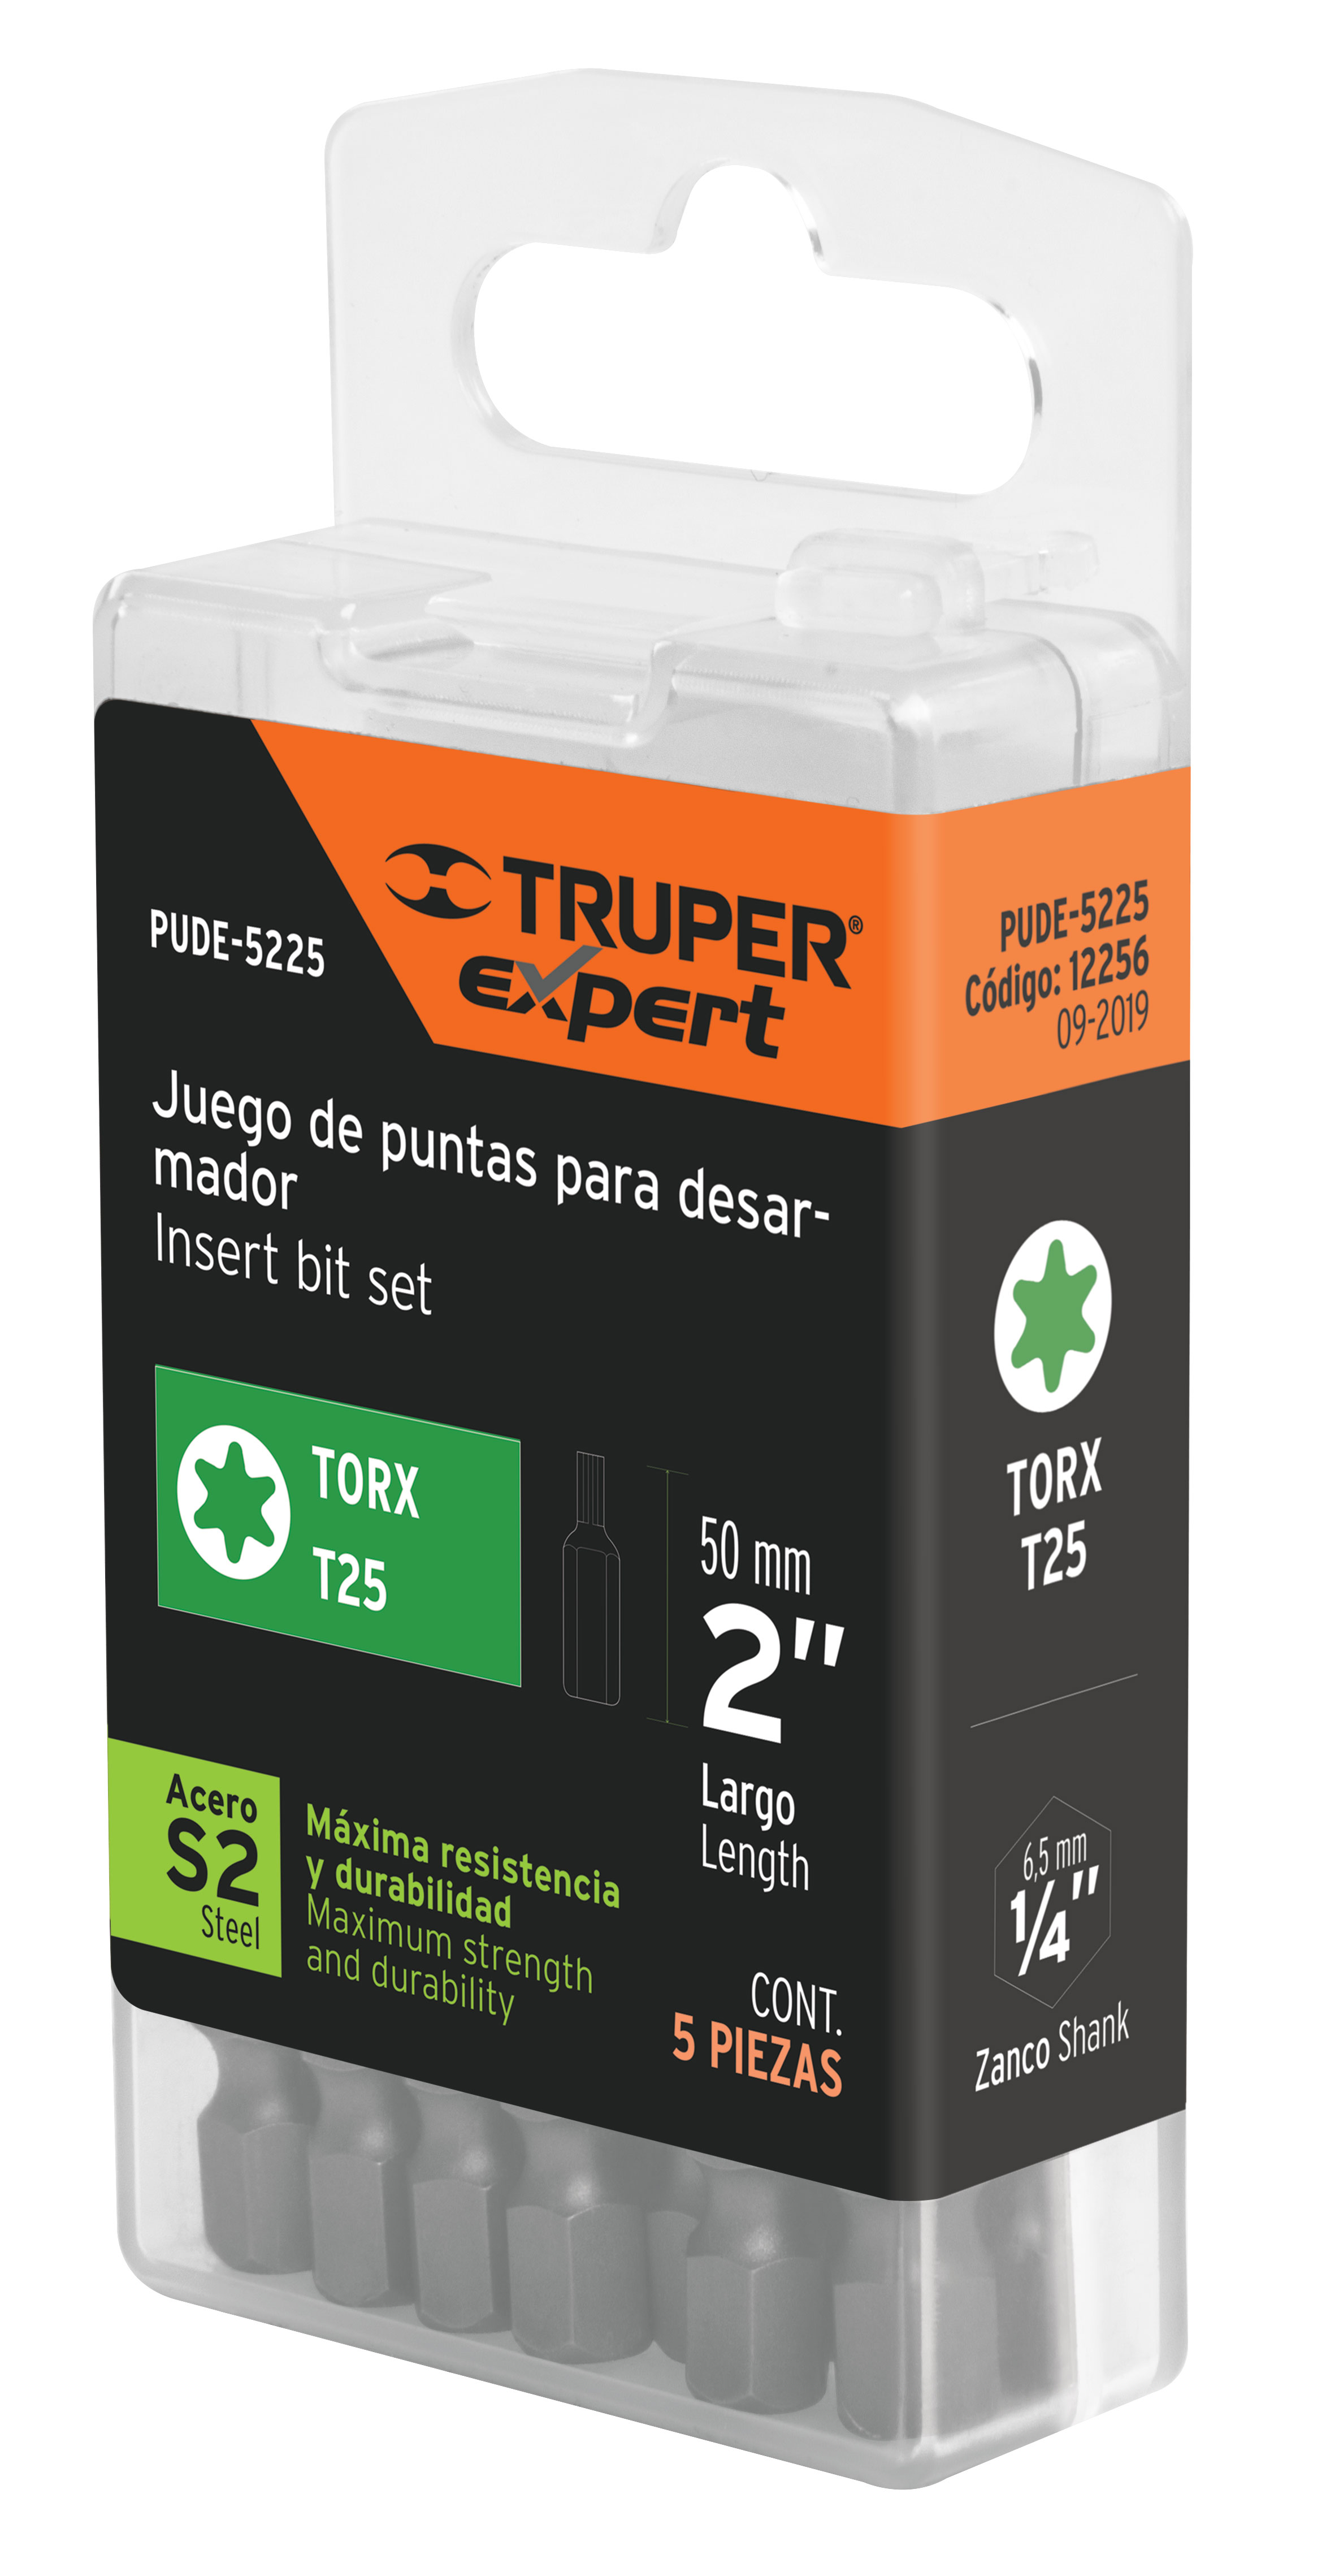 TRUPER®
expert
PUDE-5225
Juego de puntas para desar-
mador
Insert bit set
TORX
T25
50 mm
2"
Largo
Length
Acero
S2
Steel
Máxima resistencia
y durabilidad
Maximum strength
and durability
CONT.
5 PIEZAS
PUDE-5225
Código: 12256
09-2019
TORX
T25
6,5 mm
1/4"
Zanco Shank